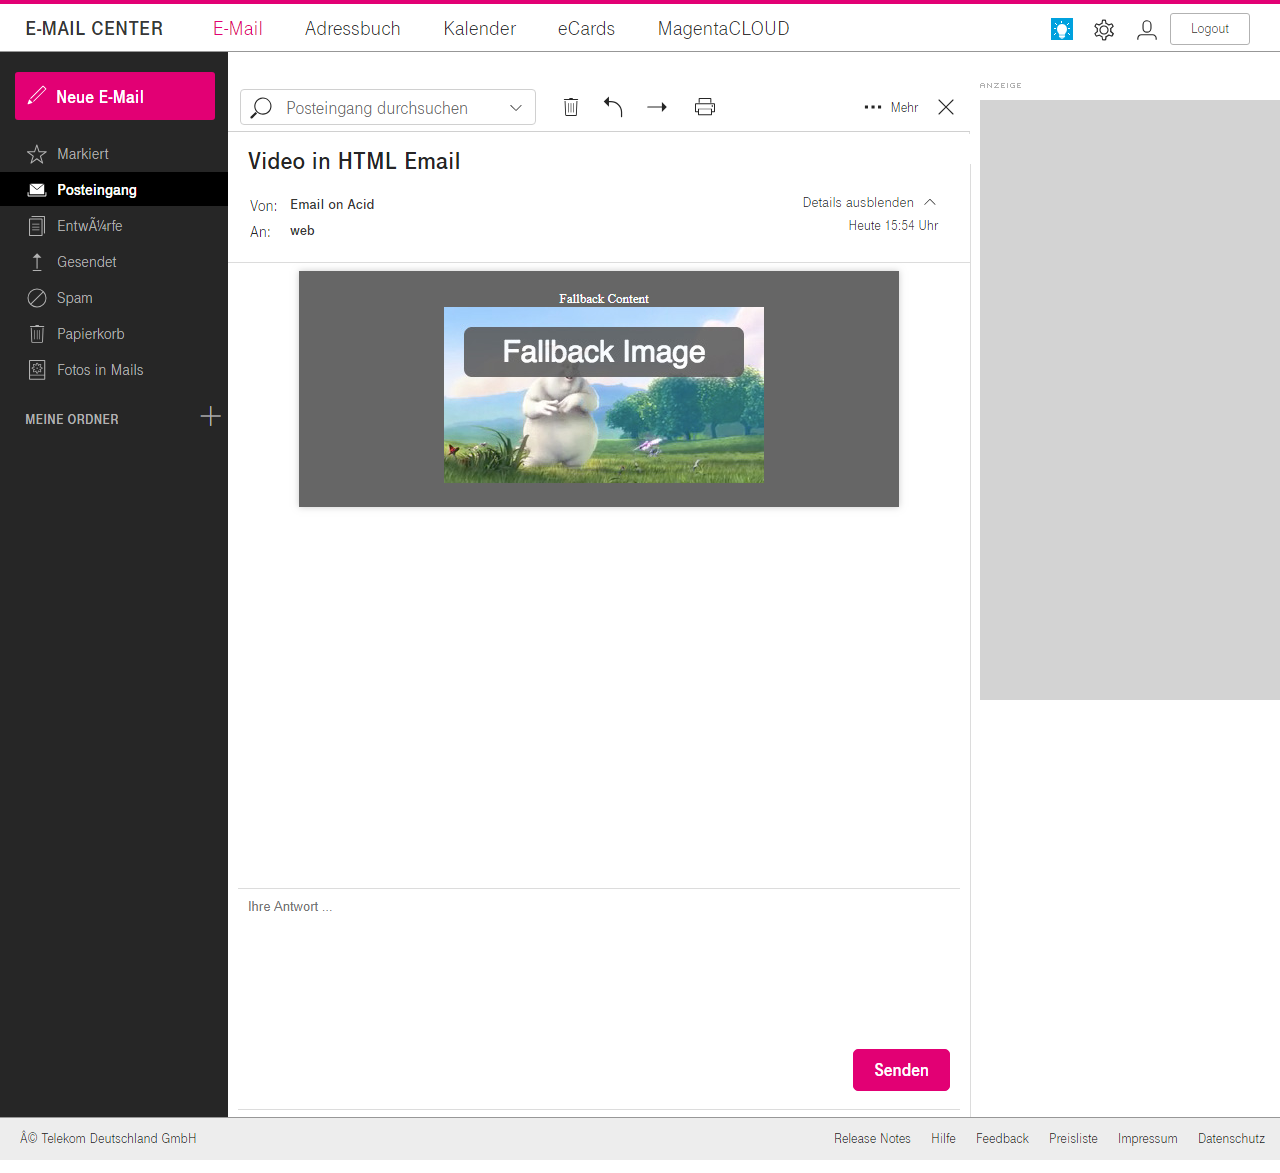 E-MAIL CENTER E-Mail Adressbuch Kalender eCards MagentaCLOUD Logout
ANZEIGE
Neue E-Mail
Posteingang durchsuchen Mehr
Markiert
Posteingang
EntwÃ¼rfe
Gesendet
Spam
Papierkorb
Fotos in Mails
MEINE ORDNER
Video in HTML Email
Von: Email on Acid Details ausblenden
Heute 15:54 Uhr
An: web
Fallback Content
Fallback Image
Ihre Antwort ...
Senden
Â© Telekom Deutschland GmbH Release Notes Hilfe Feedback Preisliste Impressum Datenschutz